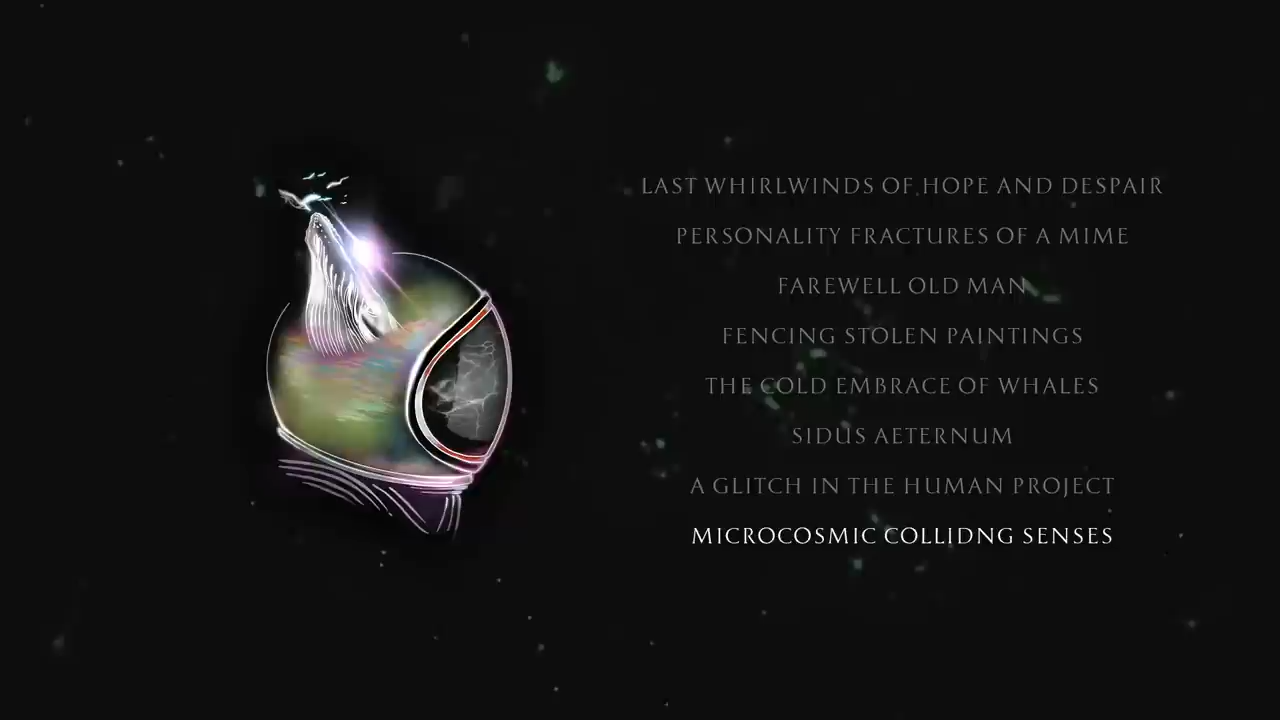 LAST WHIRLWINDS OF HOPE AND DESPAIR
PERSONALITY FRACTURES OF A MIME
FAREWELL OLD MAN
FENCING STOLEN PAINTINGS
THE COLD EMBRACE OF WHALES
SIDUS AETERNUM
A GLITCH IN THE HUMAN PROJECT
MICROCOSMIC COLLIDNG SENSES